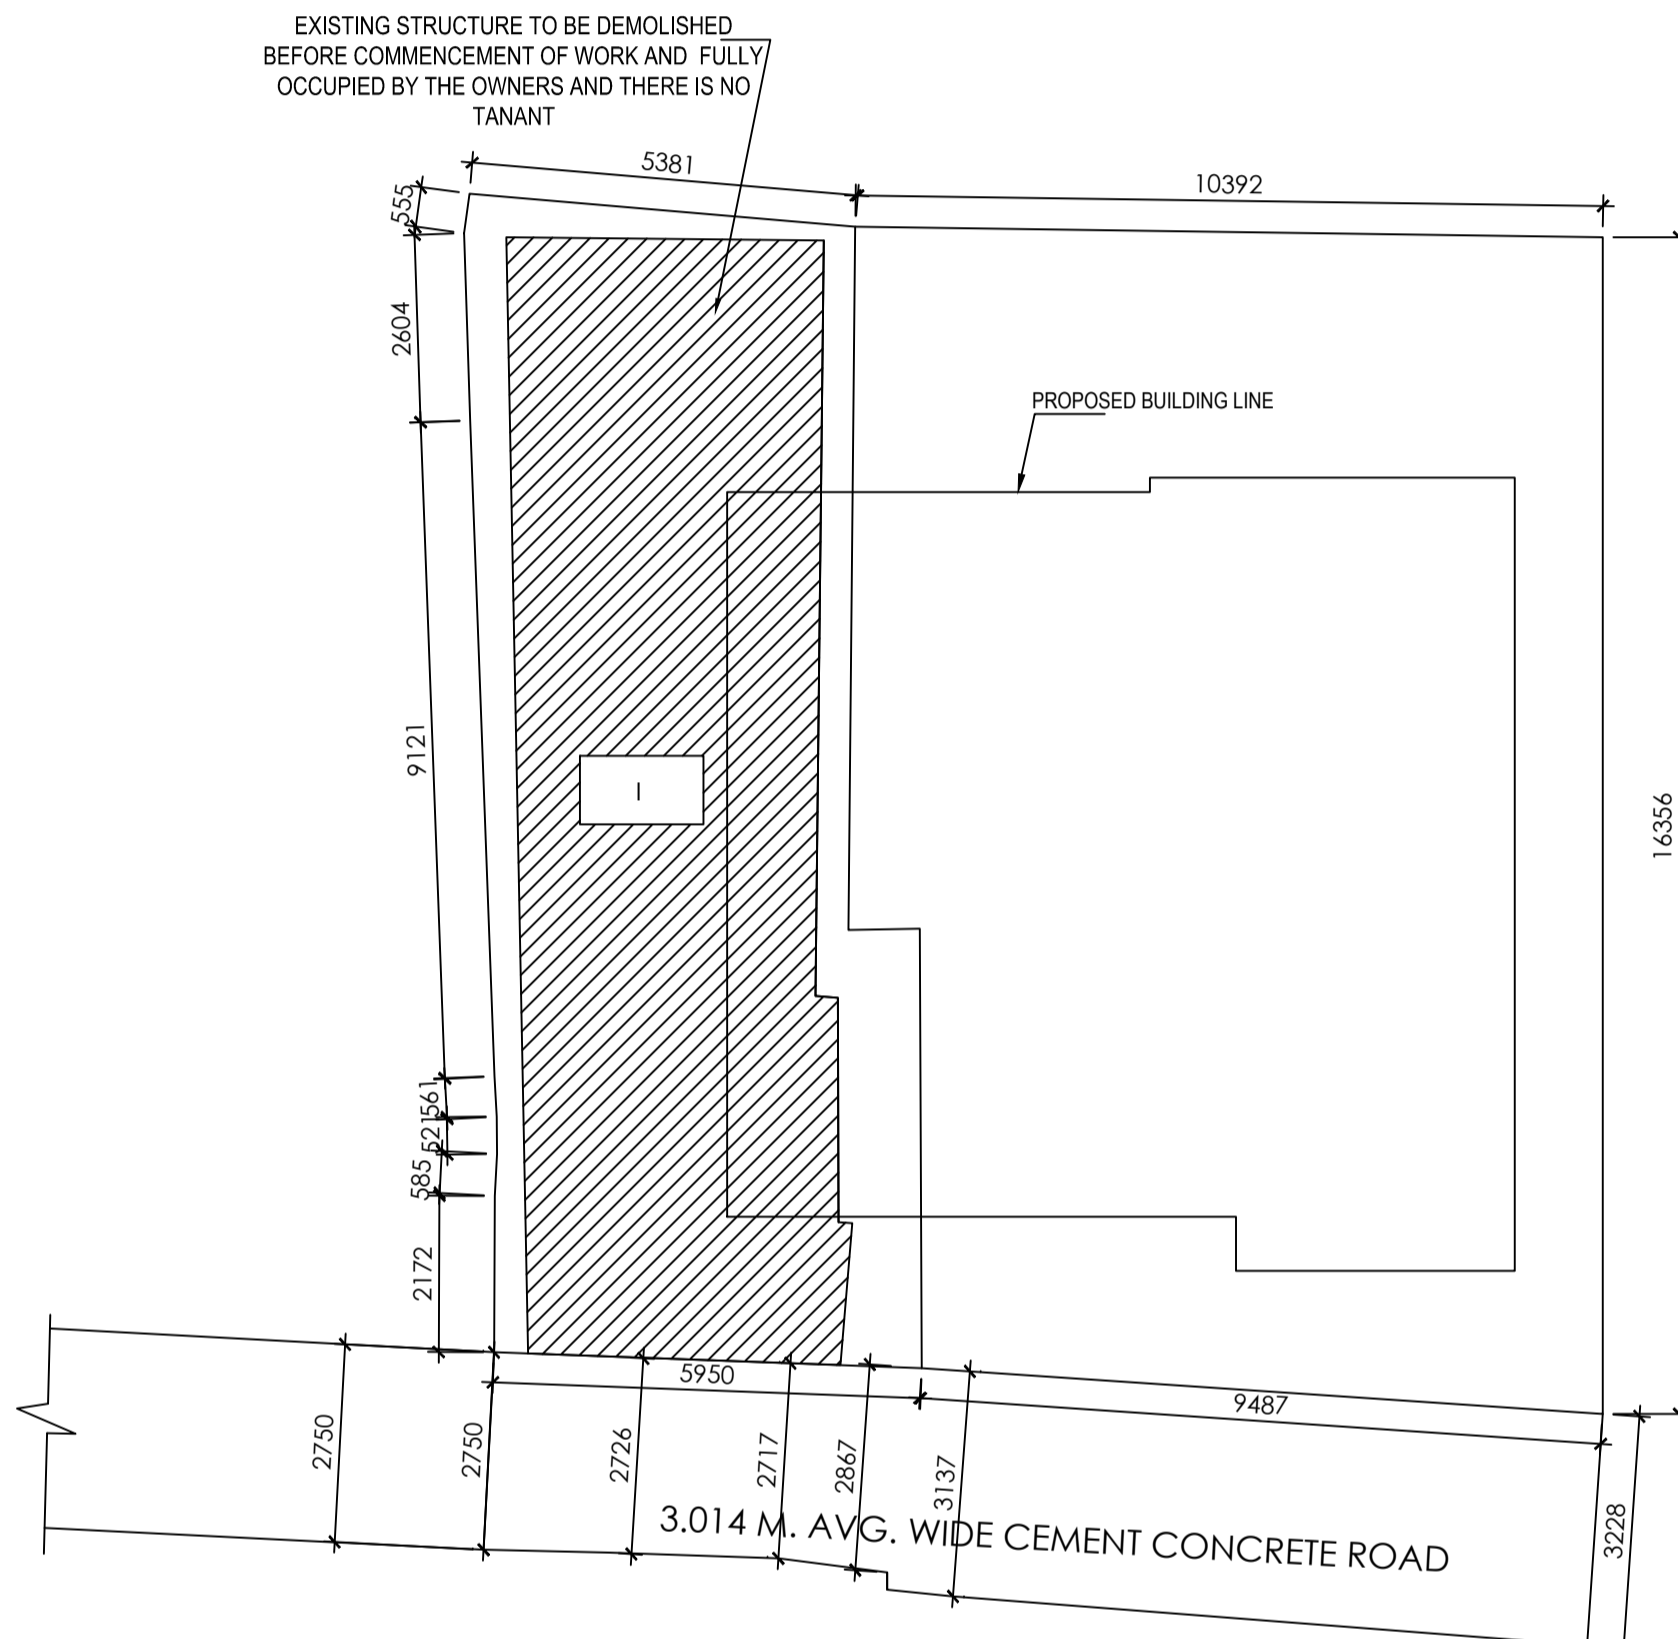 EXISTING STRUCTURE TO BE DEMOLISHED
BEFORE COMMENCEMENT OF WORK AND FULLY
OCCUPIED BY THE OWNERS AND THERE IS NO
TANANT
5381
10392
555
2604
PROPOSED BUILDING LINE
9121
I
16356
561
521
585
2172
5950
9487
2750
2750
2726
2717
2867
3137
3228
3.014 M. AVG. WIDE CEMENT CONCRETE ROAD